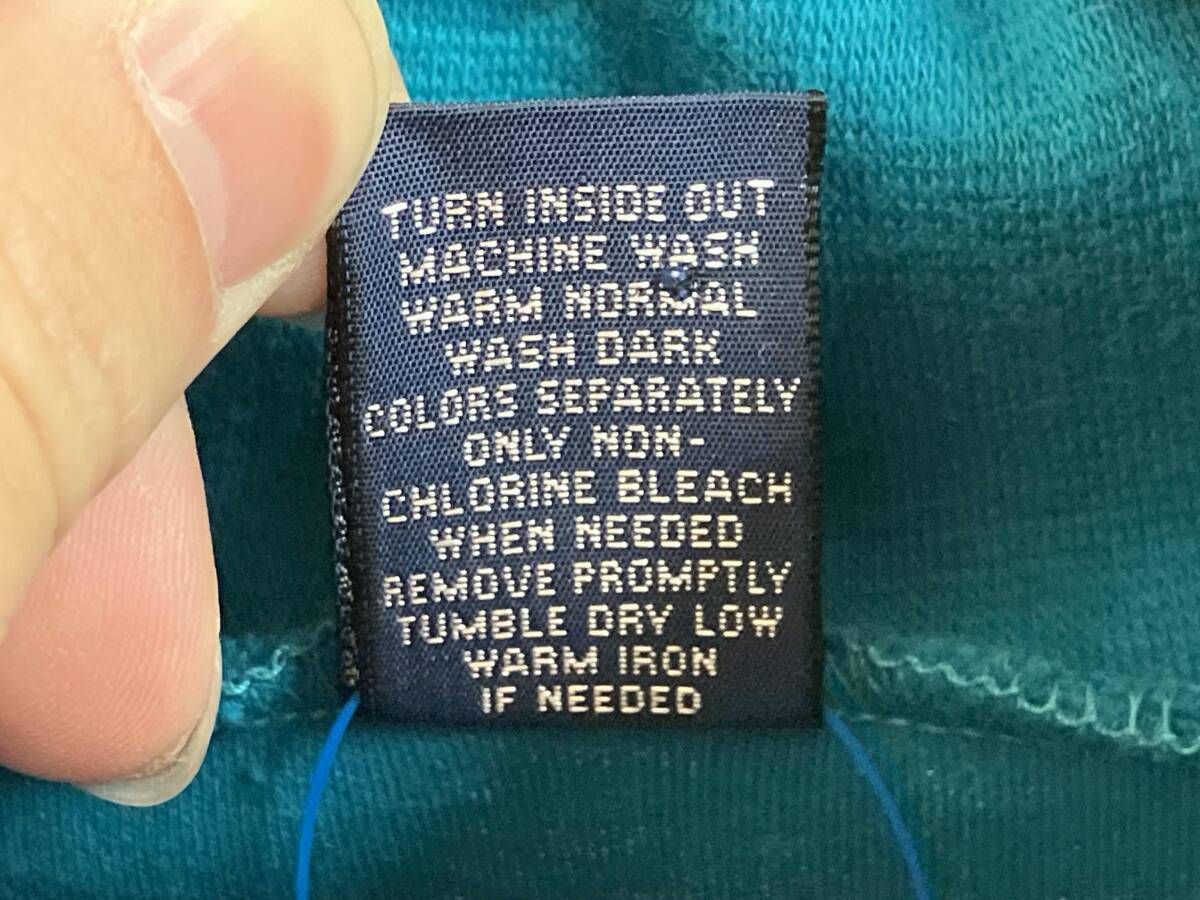 TURN INSIDE OUT
MACHINE WASH
WARM NORMAL
WASH DARK
COLORS SEPARATELY
ONLY NON-
CHLORINE BLEACH
WHEN NEEDED
REMOVE PROMPTLY
TUMBLE DRY LOW
WARM IRON
IF NEEDED